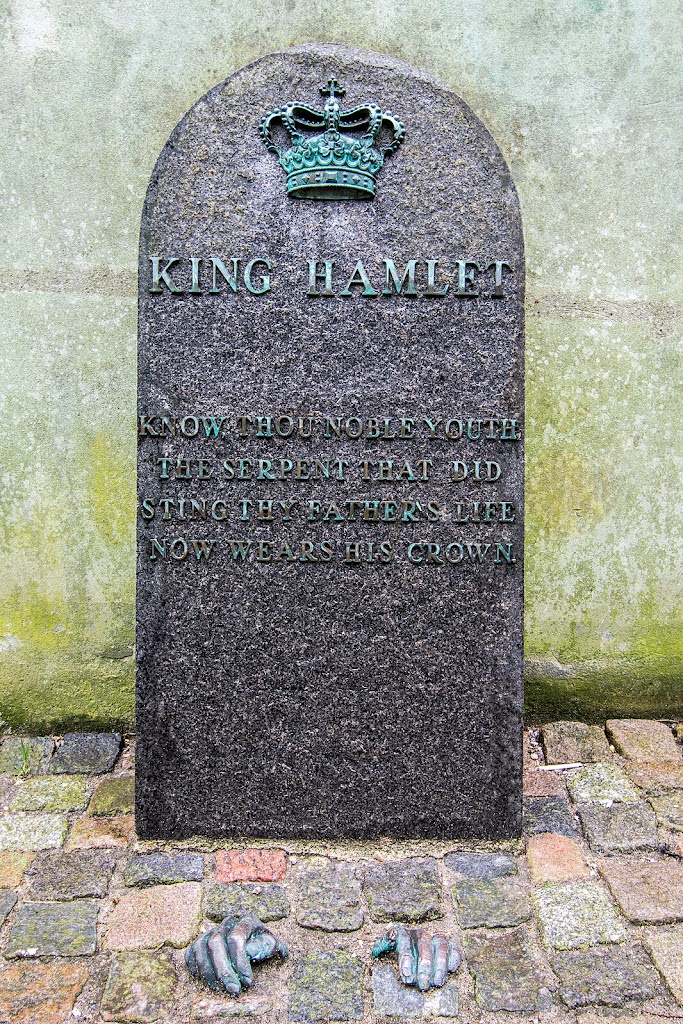 KING HAMLET
KNOW, THOU NOBLE YOUTH,
THE SERPENT THAT DID
STING THY FATHER'S LIFE
NOW WEARS HIS CROWN.